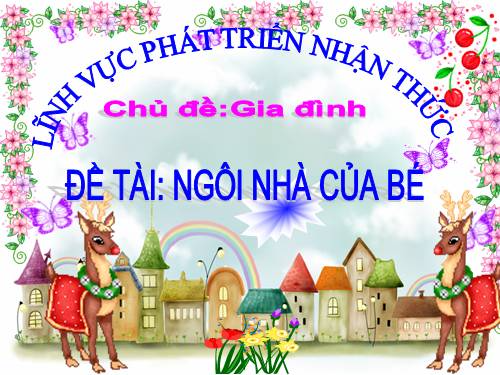 LĨNH VỰC PHÁT TRIỂN NHẬN THỨC
Chủ đề:Gia đình
ĐỀ TÀI: NGÔI NHÀ CỦA BÉ